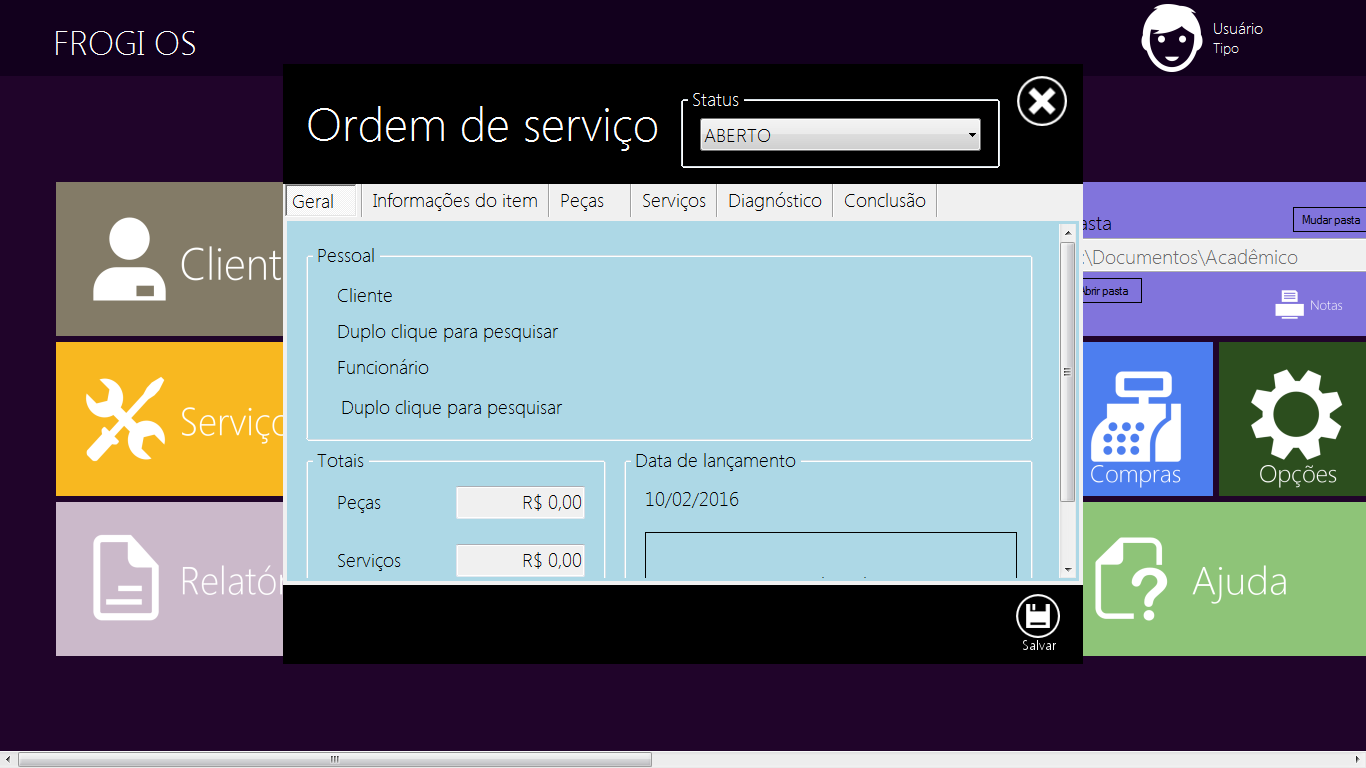 FROGI OS
Usuário
Tipo
Ordem de serviço
Status
ABERTO
Geral
Informações do item
Peças
Serviços
Diagnóstico
Conclusão
Pessoal
Cliente
Duplo clique para pesquisar
Funcionário
Duplo clique para pesquisar
Totais
Peças
R$ 0,00
Serviços
R$ 0,00
Data de lançamento
10/02/2016
Salvar
Client
Serviço
Relatór
asta
Mudar pasta
:\Documentos\Acadêmico
Abrir pasta
Notas
Compras
Opções
Ajuda